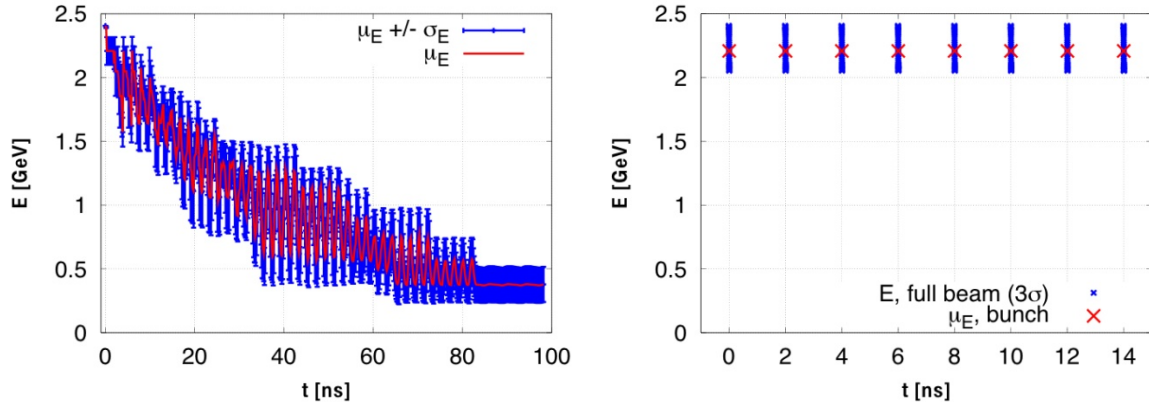 2.5
2
1.5
1
0.5
0
E [GeV]
μE +/- σE
μE
0 20 40 60 80 100
t [ns]
2.5
2
1.5
1
0.5
0
E [GeV]
E, full beam (3σ)
μE, bunch
0 2 4 6 8 10 12 14
t [ns]